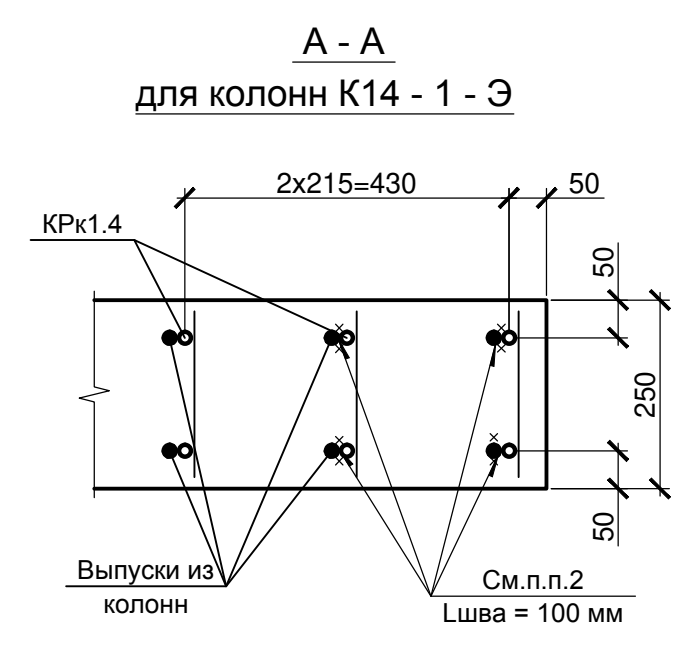 А - А
для колонн К14 - 1 - Э
2х215=430
50
КРк1.4
50
250
50
Выпуски из
колонн
См.п.п.2
Lшва = 100 мм